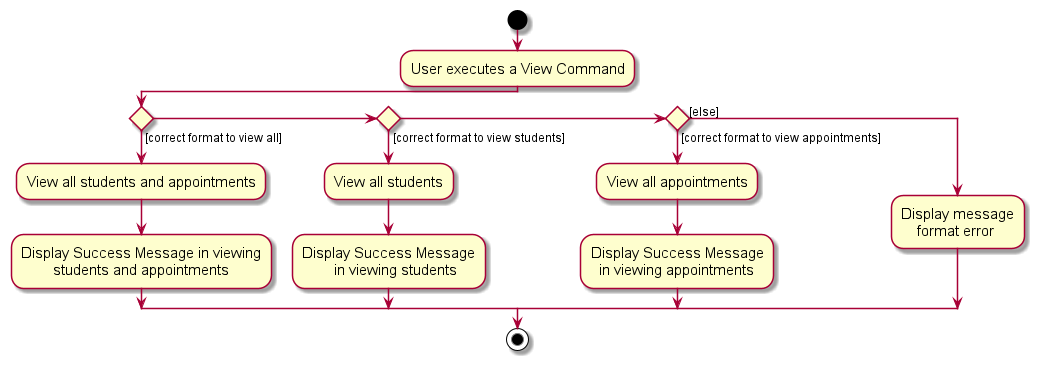 User executes a View Command
[else]
[correct format to view all]
[correct format to view students]
[correct format to view appointments]
View all students and appointments
View all students
View all appointments
Display message
format error
Display Success Message in viewing
students and appointments
Display Success Message
in viewing students
Display Success Message
in viewing appointments